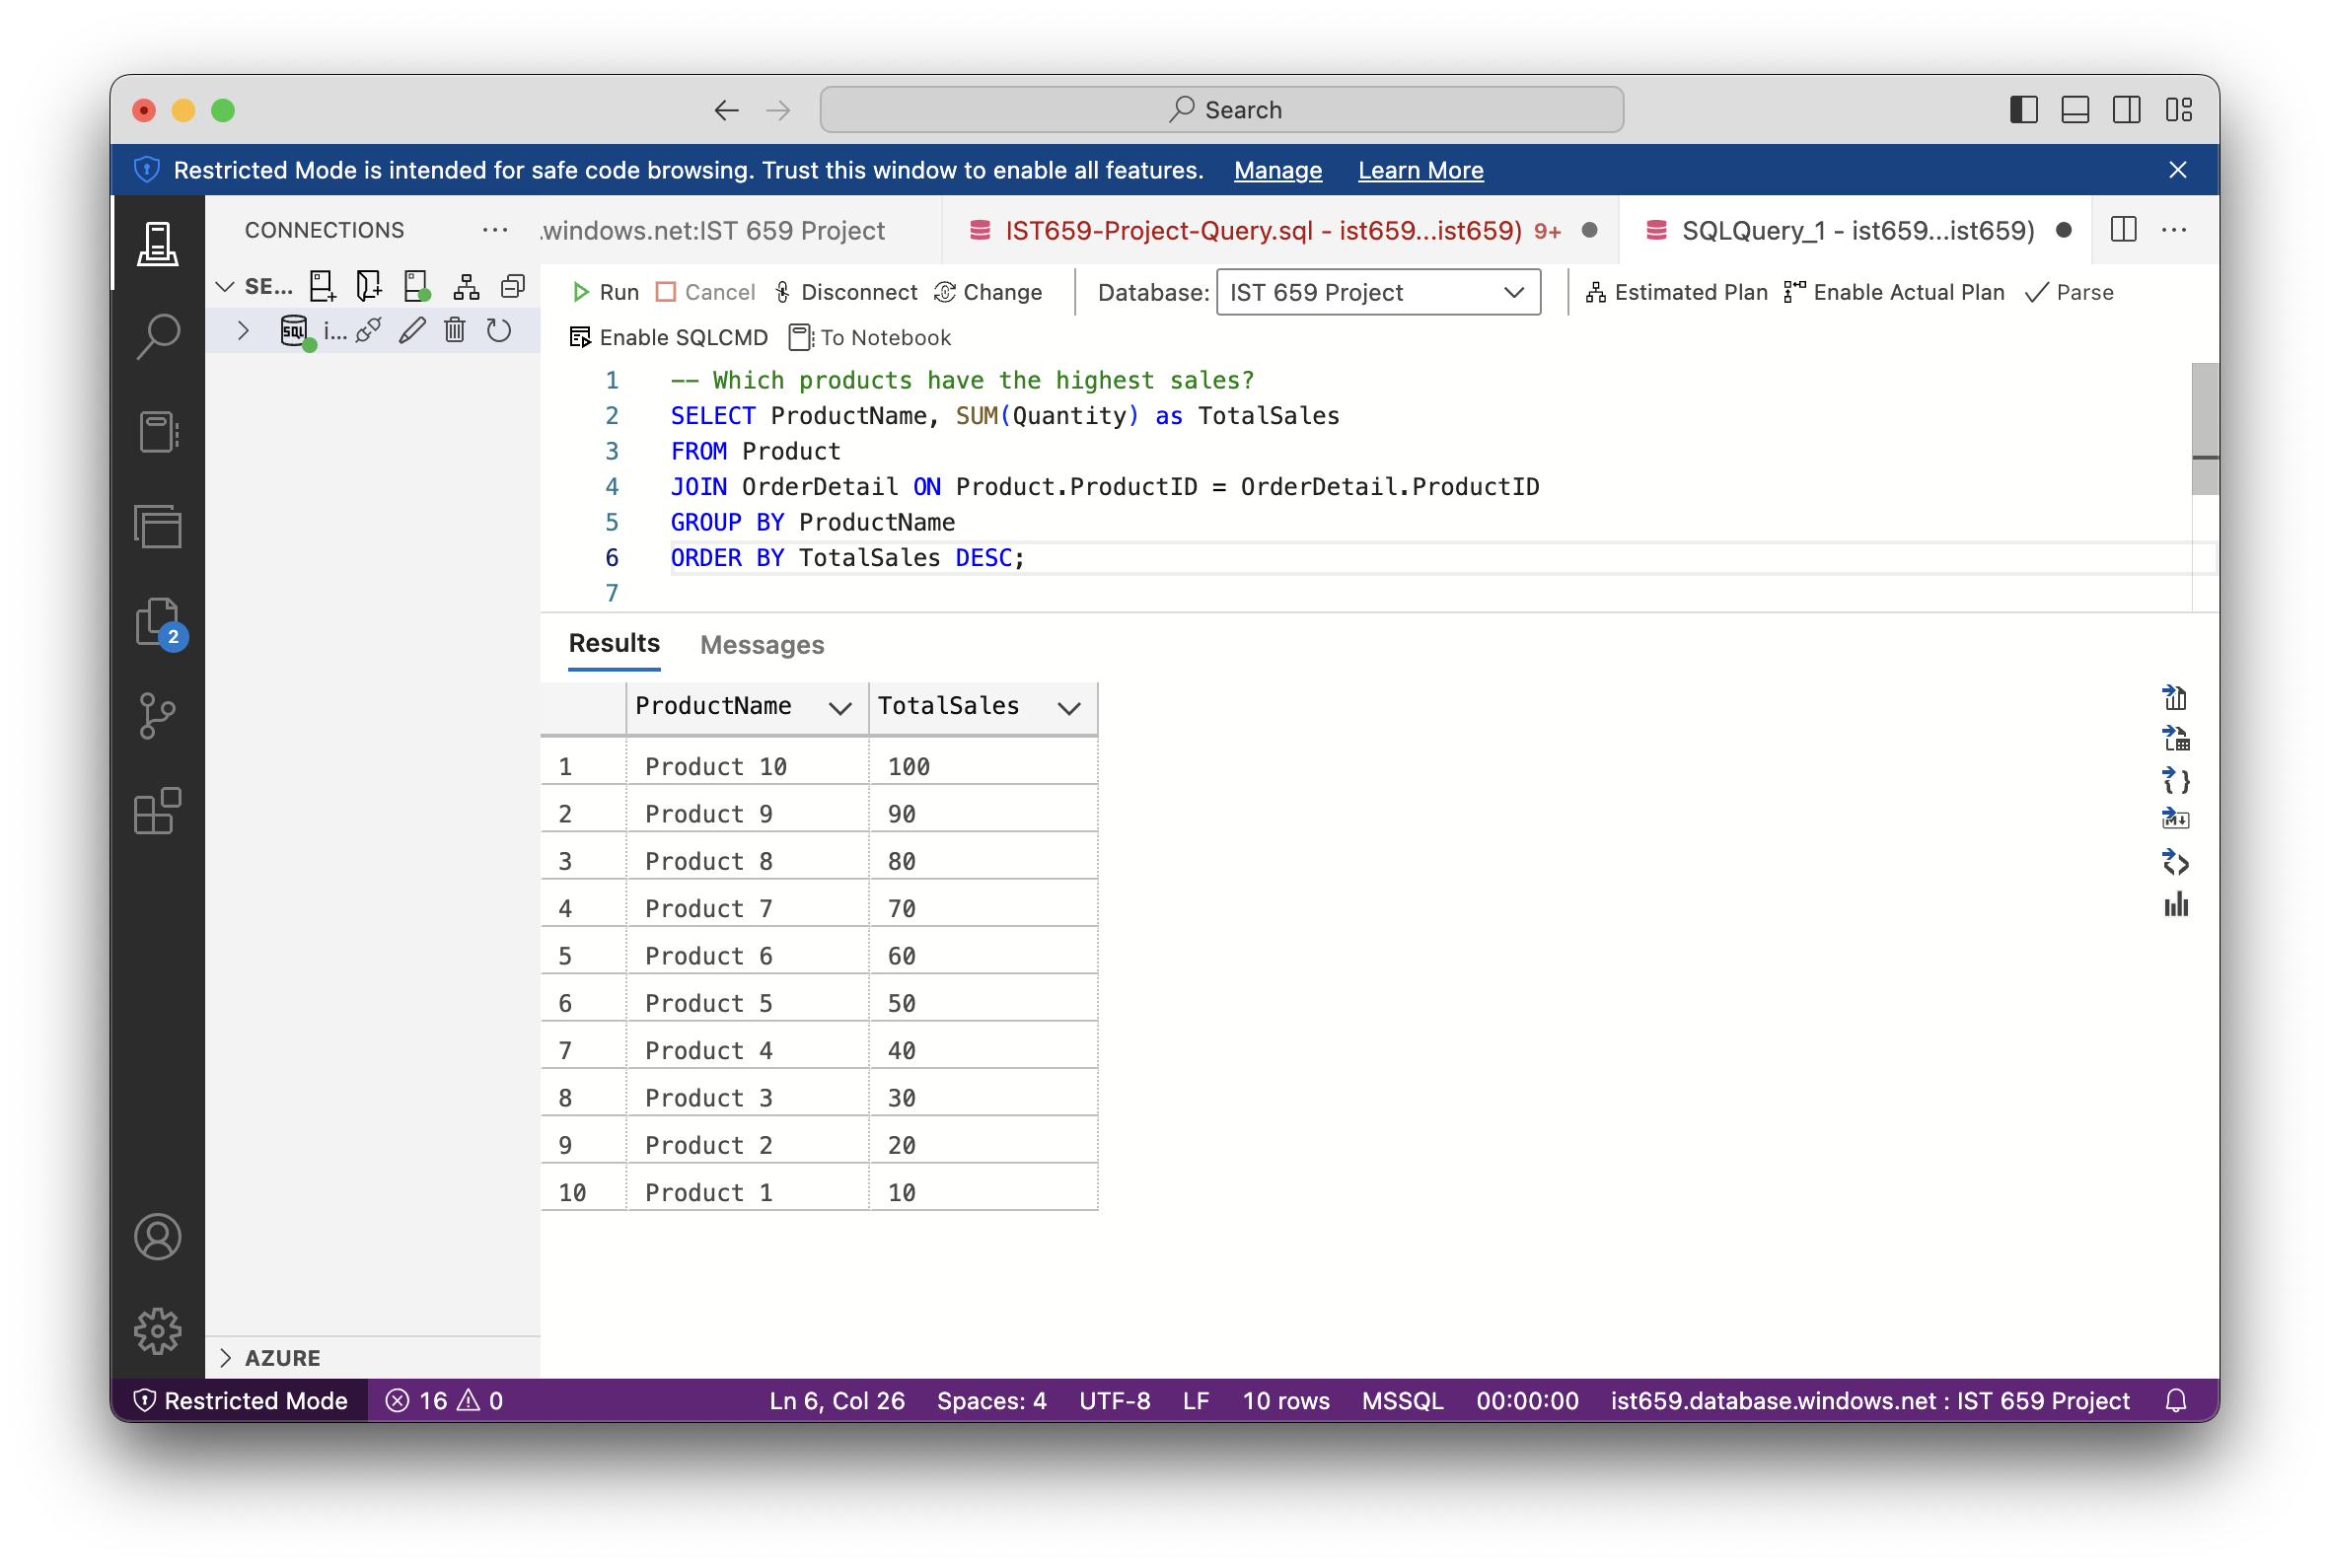 Search
Restricted Mode is intended for safe code browsing. Trust this window to enable all features. Manage Learn More
CONNECTIONS
.windows.net:IST 659 Project
IST659-Project-Query.sql - ist659...ist659) 9+
SQLQuery_1 - ist659...ist659)
SE...
SQL i...
Run Cancel Disconnect Change Database: IST 659 Project Estimated Plan Enable Actual Plan Parse
Enable SQLCMD To Notebook
1 -- Which products have the highest sales?
2 SELECT ProductName, SUM(Quantity) as TotalSales
3 FROM Product
4 JOIN OrderDetail ON Product.ProductID = OrderDetail.ProductID
5 GROUP BY ProductName
6 ORDER BY TotalSales DESC;
7
2
Results Messages
ProductName TotalSales
1 Product 10 100
2 Product 9 90
3 Product 8 80
4 Product 7 70
5 Product 6 60
6 Product 5 50
7 Product 4 40
8 Product 3 30
9 Product 2 20
10 Product 1 10
AZURE
Restricted Mode 16 0 Ln 6, Col 26 Spaces: 4 UTF-8 LF 10 rows MSSQL 00:00:00 ist659.database.windows.net : IST 659 Project